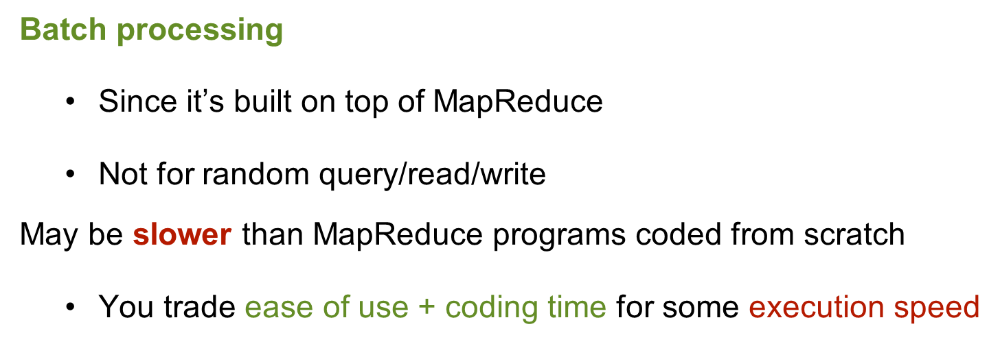 Batch processing
• Since it’s built on top of MapReduce
• Not for random query/read/write
May be slower than MapReduce programs coded from scratch
• You trade ease of use + coding time for some execution speed